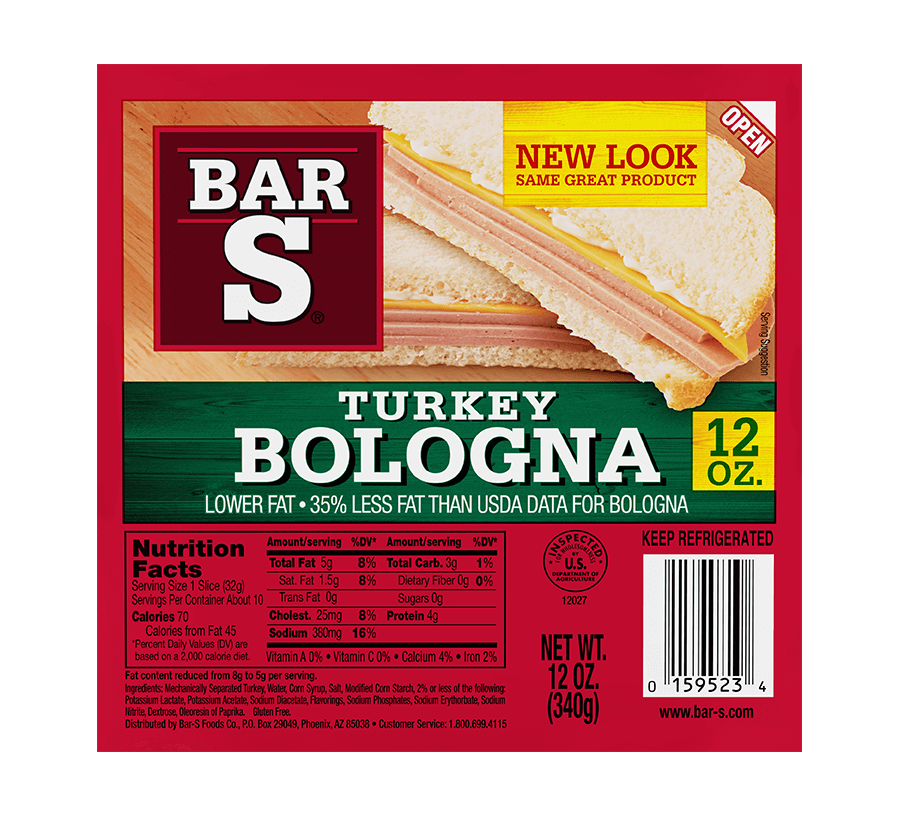 BAR
S®
NEW LOOK
SAME GREAT PRODUCT
OPEN
Serving Suggestion
TURKEY
BOLOGNA
12
OZ.
LOWER FAT • 35% LESS FAT THAN USDA DATA FOR BOLOGNA
Nutrition
Facts
Serving Size 1 Slice (32g)
Servings Per Container About 10
Calories 70
Calories from Fat 45
*Percent Daily Values (DV) are
based on a 2,000 calorie diet.
Amount/serving %DV* Amount/serving %DV*
Total Fat 5g 8% Total Carb. 3g 1%
Sat. Fat 1.5g 8% Dietary Fiber 0g 0%
Trans Fat 0g Sugars 0g
Cholest. 25mg 8% Protein 4g
Sodium 380mg 16%
Vitamin A 0% • Vitamin C 0% • Calcium 4% • Iron 2%
Fat content reduced from 8g to 5g per serving.
Ingredients: Mechanically Separated Turkey, Water, Corn Syrup, Salt, Modified Corn Starch, 2% or less of the following:
Potassium Lactate, Potassium Acetate, Sodium Diacetate, Flavorings, Sodium Phosphates, Sodium Erythorbate, Sodium
Nitrite, Dextrose, Oleoresin of Paprika. Gluten Free.
Distributed by Bar-S Foods Co., P.O. Box 29049, Phoenix, AZ 85038 • Customer Service: 1.800.699.4115
INSPECTED
FOR WHOLESOMENESS
BY
U.S.
DEPARTMENT OF
AGRICULTURE
12027
NET WT.
12 OZ.
(340g)
KEEP REFRIGERATED
0 159523 4
www.bar-s.com